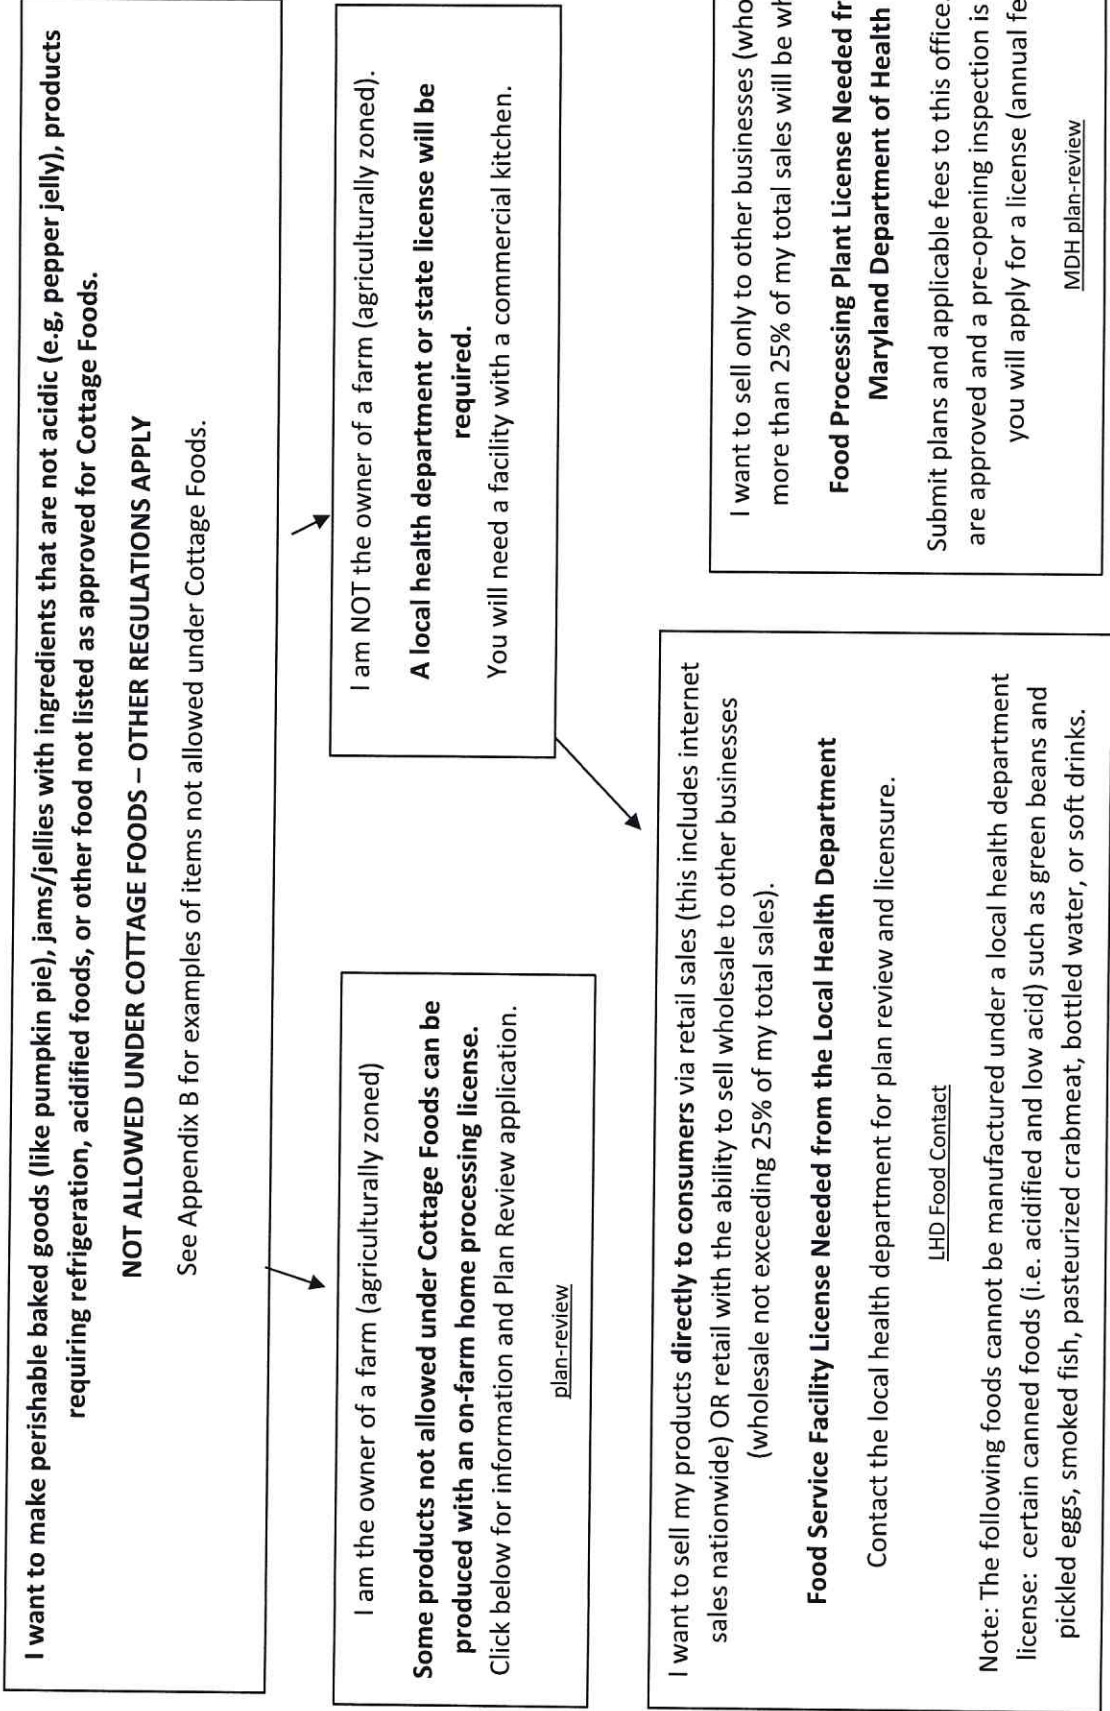 I want to make perishable baked goods (like pumpkin pie), jams/jellies with ingredients that are not acidic (e.g, pepper jelly), products
requiring refrigeration, acidified foods, or other food not listed as approved for Cottage Foods.
NOT ALLOWED UNDER COTTAGE FOODS – OTHER REGULATIONS APPLY
See Appendix B for examples of items not allowed under Cottage Foods.
I am the owner of a farm (agriculturally zoned)
Some products not allowed under Cottage Foods can be
produced with an on-farm home processing license.
Click below for information and Plan Review application.
plan-review
I am NOT the owner of a farm (agriculturally zoned).
A local health department or state license will be
required.
You will need a facility with a commercial kitchen.
I want to sell my products directly to consumers via retail sales (this includes internet
sales nationwide) OR retail with the ability to sell wholesale to other businesses
(wholesale not exceeding 25% of my total sales).
Food Service Facility License Needed from the Local Health Department
Contact the local health department for plan review and licensure.
LHD Food Contact
Note: The following foods cannot be manufactured under a local health department
license: certain canned foods (i.e. acidified and low acid) such as green beans and
pickled eggs, smoked fish, pasteurized crabmeat, bottled water, or soft drinks.
I want to sell only to other businesses
more than 25% of my total sales will be
Food Processing Plant License Needed
Maryland Department of Health
Submit plans and applicable fees to this office.
are approved and a pre-opening inspection is
you will apply for a license (annual
MDH plan-review